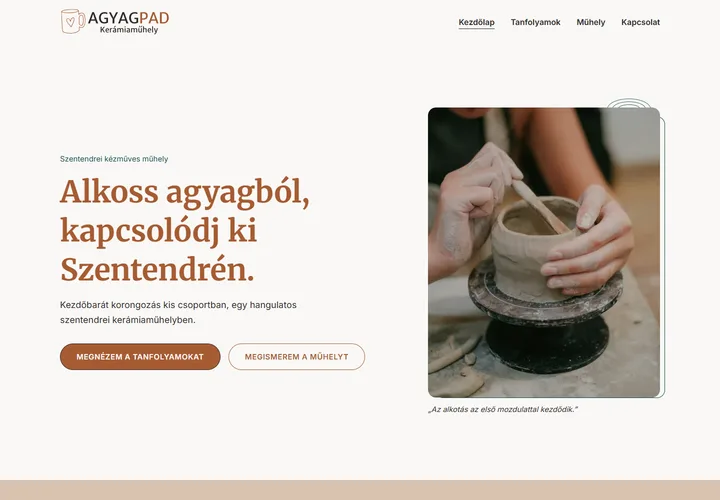 AGYAGPAD
Kerámiaműhely
Kezdőlap
Tanfolyamok
Műhely
Kapcsolat
Szentendrei kézműves műhely
Alkoss agyagból,
kapcsolódj ki
Szentendrén.
Kezdőbarát korongozás kis csoportban, egy hangulatos
szentendrei kerámiaműhelyben.
MEGNÉZEM A TANFOLYAMOKAT
MEGISMEREM A MŰHELYT
„Az alkotás az első mozdulattal kezdődik.”